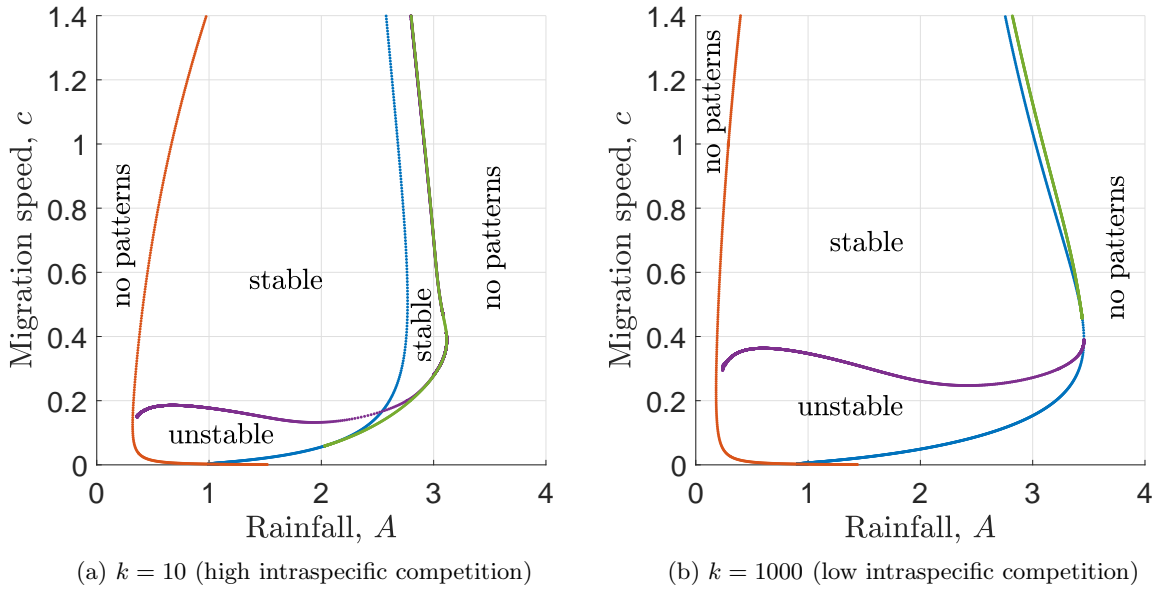 1.4
1.2
1
0.8
0.6
0.4
0.2
0
0 1 2 3 4
Migration speed, c
Rainfall, A
no patterns
stable
stable
no patterns
unstable
(a) k = 10 (high intraspecific competition)
1.4
1.2
1
0.8
0.6
0.4
0.2
0
0 1 2 3 4
Migration speed, c
Rainfall, A
no patterns
stable
no patterns
unstable
(b) k = 1000 (low intraspecific competition)